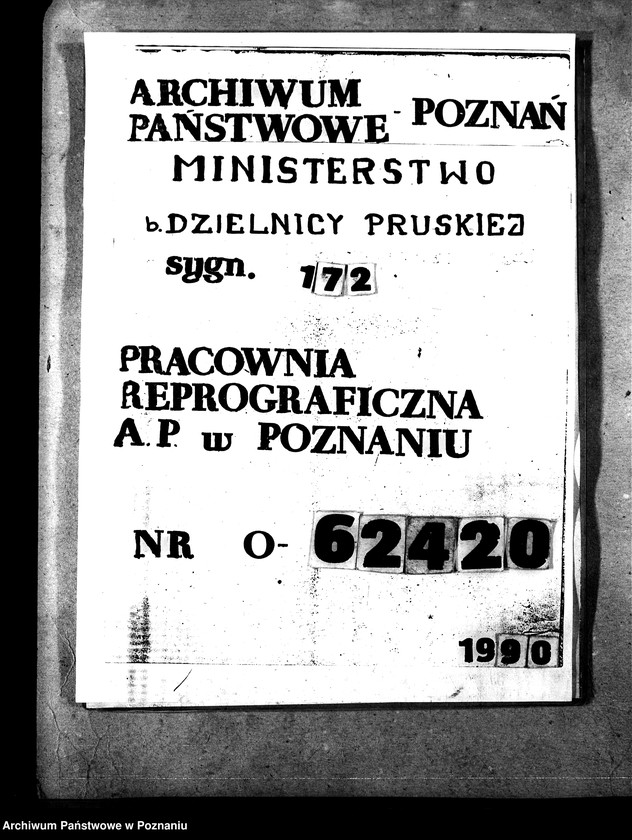 ARCHIWUM
PAŃSTWOWE - POZNAŃ
MINISTERSTWO
b. DZIELNICY PRUSKIEJ
sygn. 172
PRACOWNIA
REPROGRAFICZNA
A.P. w POZNANIU
NR O- 62420
1990
Archiwum Państwowe w Poznaniu